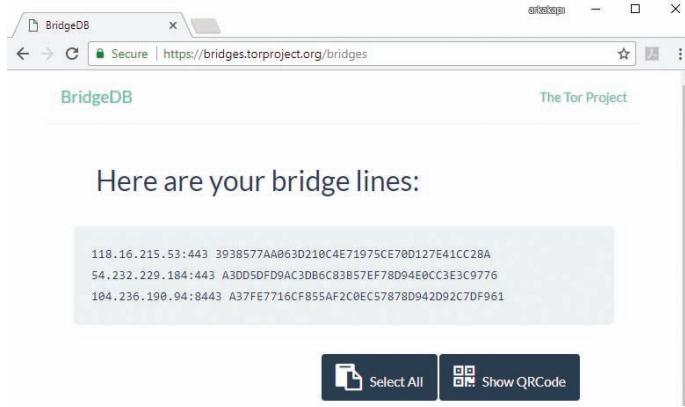 arkakapı
BridgeDB
Secure | https://bridges.torproject.org/bridges
BridgeDB The Tor Project
Here are your bridge lines:
118.16.215.53:443 3938577AA063D210C4E71975CE70D127E41CC28A
54.232.229.184:443 A3DD5DFD9AC3DB6C83B57EF78D94E0CC3E3C9776
104.236.190.94:8443 A37FE7716CF855AF2C0EC57878D942D92C7DF961
Select All Show QRCode